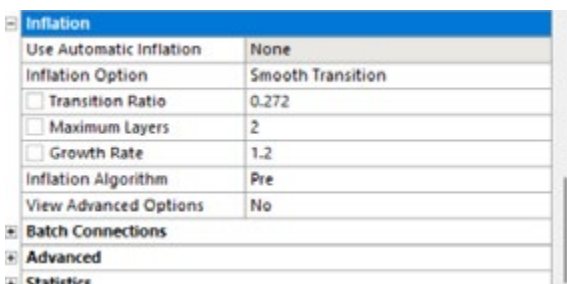 Inflation
Use Automatic Inflation None
Inflation Option Smooth Transition
Transition Ratio 0.272
Maximum Layers 2
Growth Rate 1.2
Inflation Algorithm Pre
View Advanced Options No
Batch Connections
Advanced
Statistics